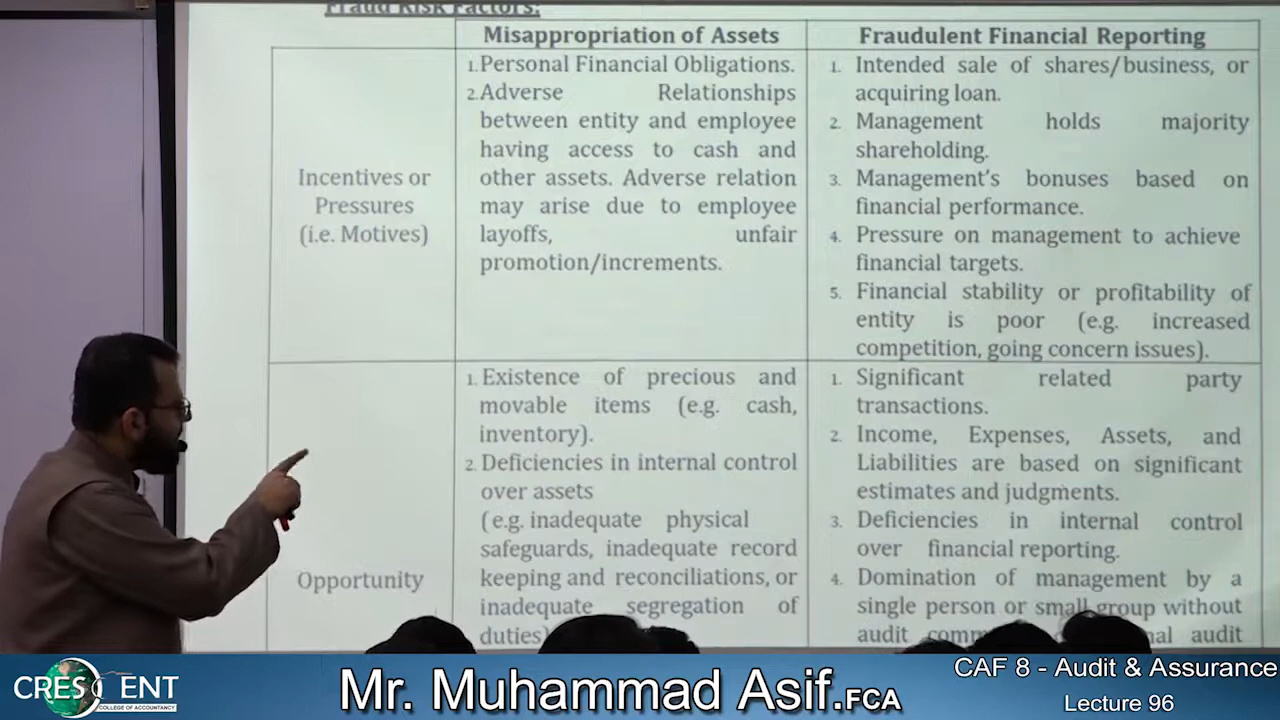 Fraud Risk Factors:
Misappropriation of Assets
Fraudulent Financial Reporting
Incentives or
Pressures
(i.e. Motives)
1. Personal Financial Obligations.
2. Adverse Relationships
between entity and employee
having access to cash and
other assets. Adverse relation
may arise due to employee
layoffs, unfair
promotion/increments.
1. Intended sale of shares/business, or
acquiring loan.
2. Management holds majority
shareholding.
3. Management's bonuses based on
financial performance.
4. Pressure on management to achieve
financial targets.
5. Financial stability or profitability of
entity is poor (e.g. increased
competition, going concern issues).
Opportunity
1. Existence of precious and
movable items (e.g. cash,
inventory).
2. Deficiencies in internal control
over assets
(e.g. inadequate physical
safeguards, inadequate record
keeping and reconciliations, or
inadequate segregation of
duties)
1. Significant related party
transactions.
2. Income, Expenses, Assets, and
Liabilities are based on significant
estimates and judgments.
3. Deficiencies in internal control
over financial reporting.
4. Domination of management by a
single person or small group without
audit audit
CRESCENT
COLLEGE OF ACCOUNTANCY
Mr. Muhammad Asif.FCA
CAF 8 - Audit & Assurance
Lecture 96